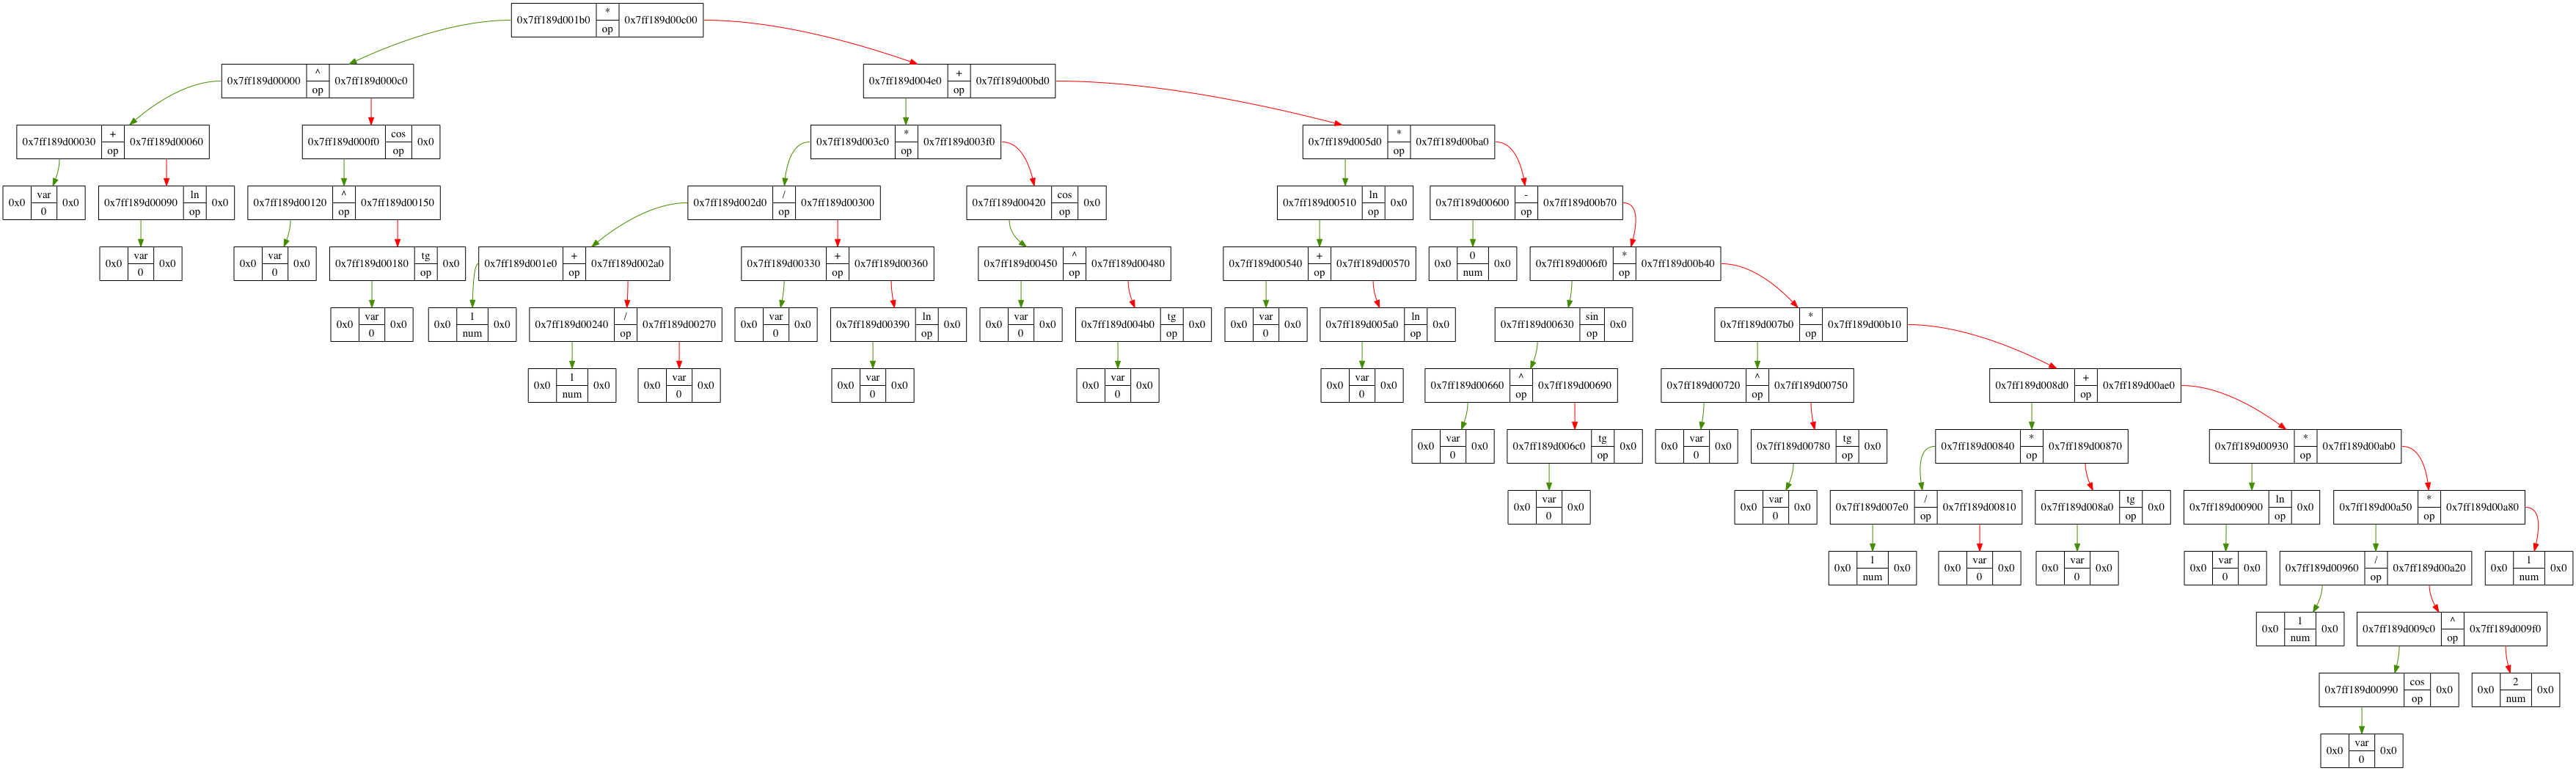 0x7ff189d001b0 * 0x7ff189d00c00
op
0x7ff189d00000 ^ 0x7ff189d000c0
op
0x7ff189d004e0 + 0x7ff189d00bd0
op
0x7ff189d00030 + 0x7ff189d00060
op
0x7ff189d000f0 cos 0x0
op
0x7ff189d003c0 * 0x7ff189d003f0
op
0x7ff189d005d0 * 0x7ff189d00ba0
op
0x0 var 0x0
0
0x7ff189d00090 ln 0x0
op
0x7ff189d00120 ^ 0x7ff189d00150
op
0x7ff189d002d0 / 0x7ff189d00300
op
0x7ff189d00420 cos 0x0
op
0x7ff189d00510 ln 0x0
op
0x7ff189d00600 - 0x7ff189d00b70
op
0x0 var 0x0
0
0x0 var 0x0
0
0x7ff189d00180 tg 0x0
op
0x7ff189d001e0 + 0x7ff189d002a0
op
0x7ff189d00330 + 0x7ff189d00360
op
0x7ff189d00450 ^ 0x7ff189d00480
op
0x7ff189d00540 + 0x7ff189d00570
op
0x0 0 0x0
num
0x7ff189d006f0 * 0x7ff189d00b40
op
0x0 var 0x0
0
0x0 1 0x0
num
0x7ff189d00240 / 0x7ff189d00270
op
0x0 var 0x0
0
0x7ff189d00390 ln 0x0
op
0x0 var 0x0
0
0x7ff189d004b0 tg 0x0
op
0x0 var 0x0
0
0x7ff189d005a0 ln 0x0
op
0x7ff189d00630 sin 0x0
op
0x7ff189d007b0 * 0x7ff189d00b10
op
0x0 1 0x0
num
0x0 var 0x0
0
0x0 var 0x0
0
0x0 var 0x0
0
0x0 var 0x0
0
0x7ff189d00660 ^ 0x7ff189d00690
op
0x7ff189d00720 ^ 0x7ff189d00750
op
0x7ff189d008d0 + 0x7ff189d00ae0
op
0x0 var 0x0
0
0x7ff189d006c0 tg 0x0
op
0x0 var 0x0
0
0x7ff189d00780 tg 0x0
op
0x7ff189d00840 * 0x7ff189d00870
op
0x7ff189d00930 * 0x7ff189d00ab0
op
0x0 var 0x0
0
0x0 var 0x0
0
0x7ff189d007e0 / 0x7ff189d00810
op
0x7ff189d008a0 tg 0x0
op
0x7ff189d00900 ln 0x0
op
0x7ff189d00a50 * 0x7ff189d00a80
op
0x0 1 0x0
num
0x0 var 0x0
0
0x0 var 0x0
0
0x0 var 0x0
0
0x7ff189d00960 / 0x7ff189d00a20
op
0x0 1 0x0
num
0x0 1 0x0
num
0x7ff189d009c0 ^ 0x7ff189d009f0
op
0x7ff189d00990 cos 0x0
op
0x0 2 0x0
num
0x0 var 0x0
0